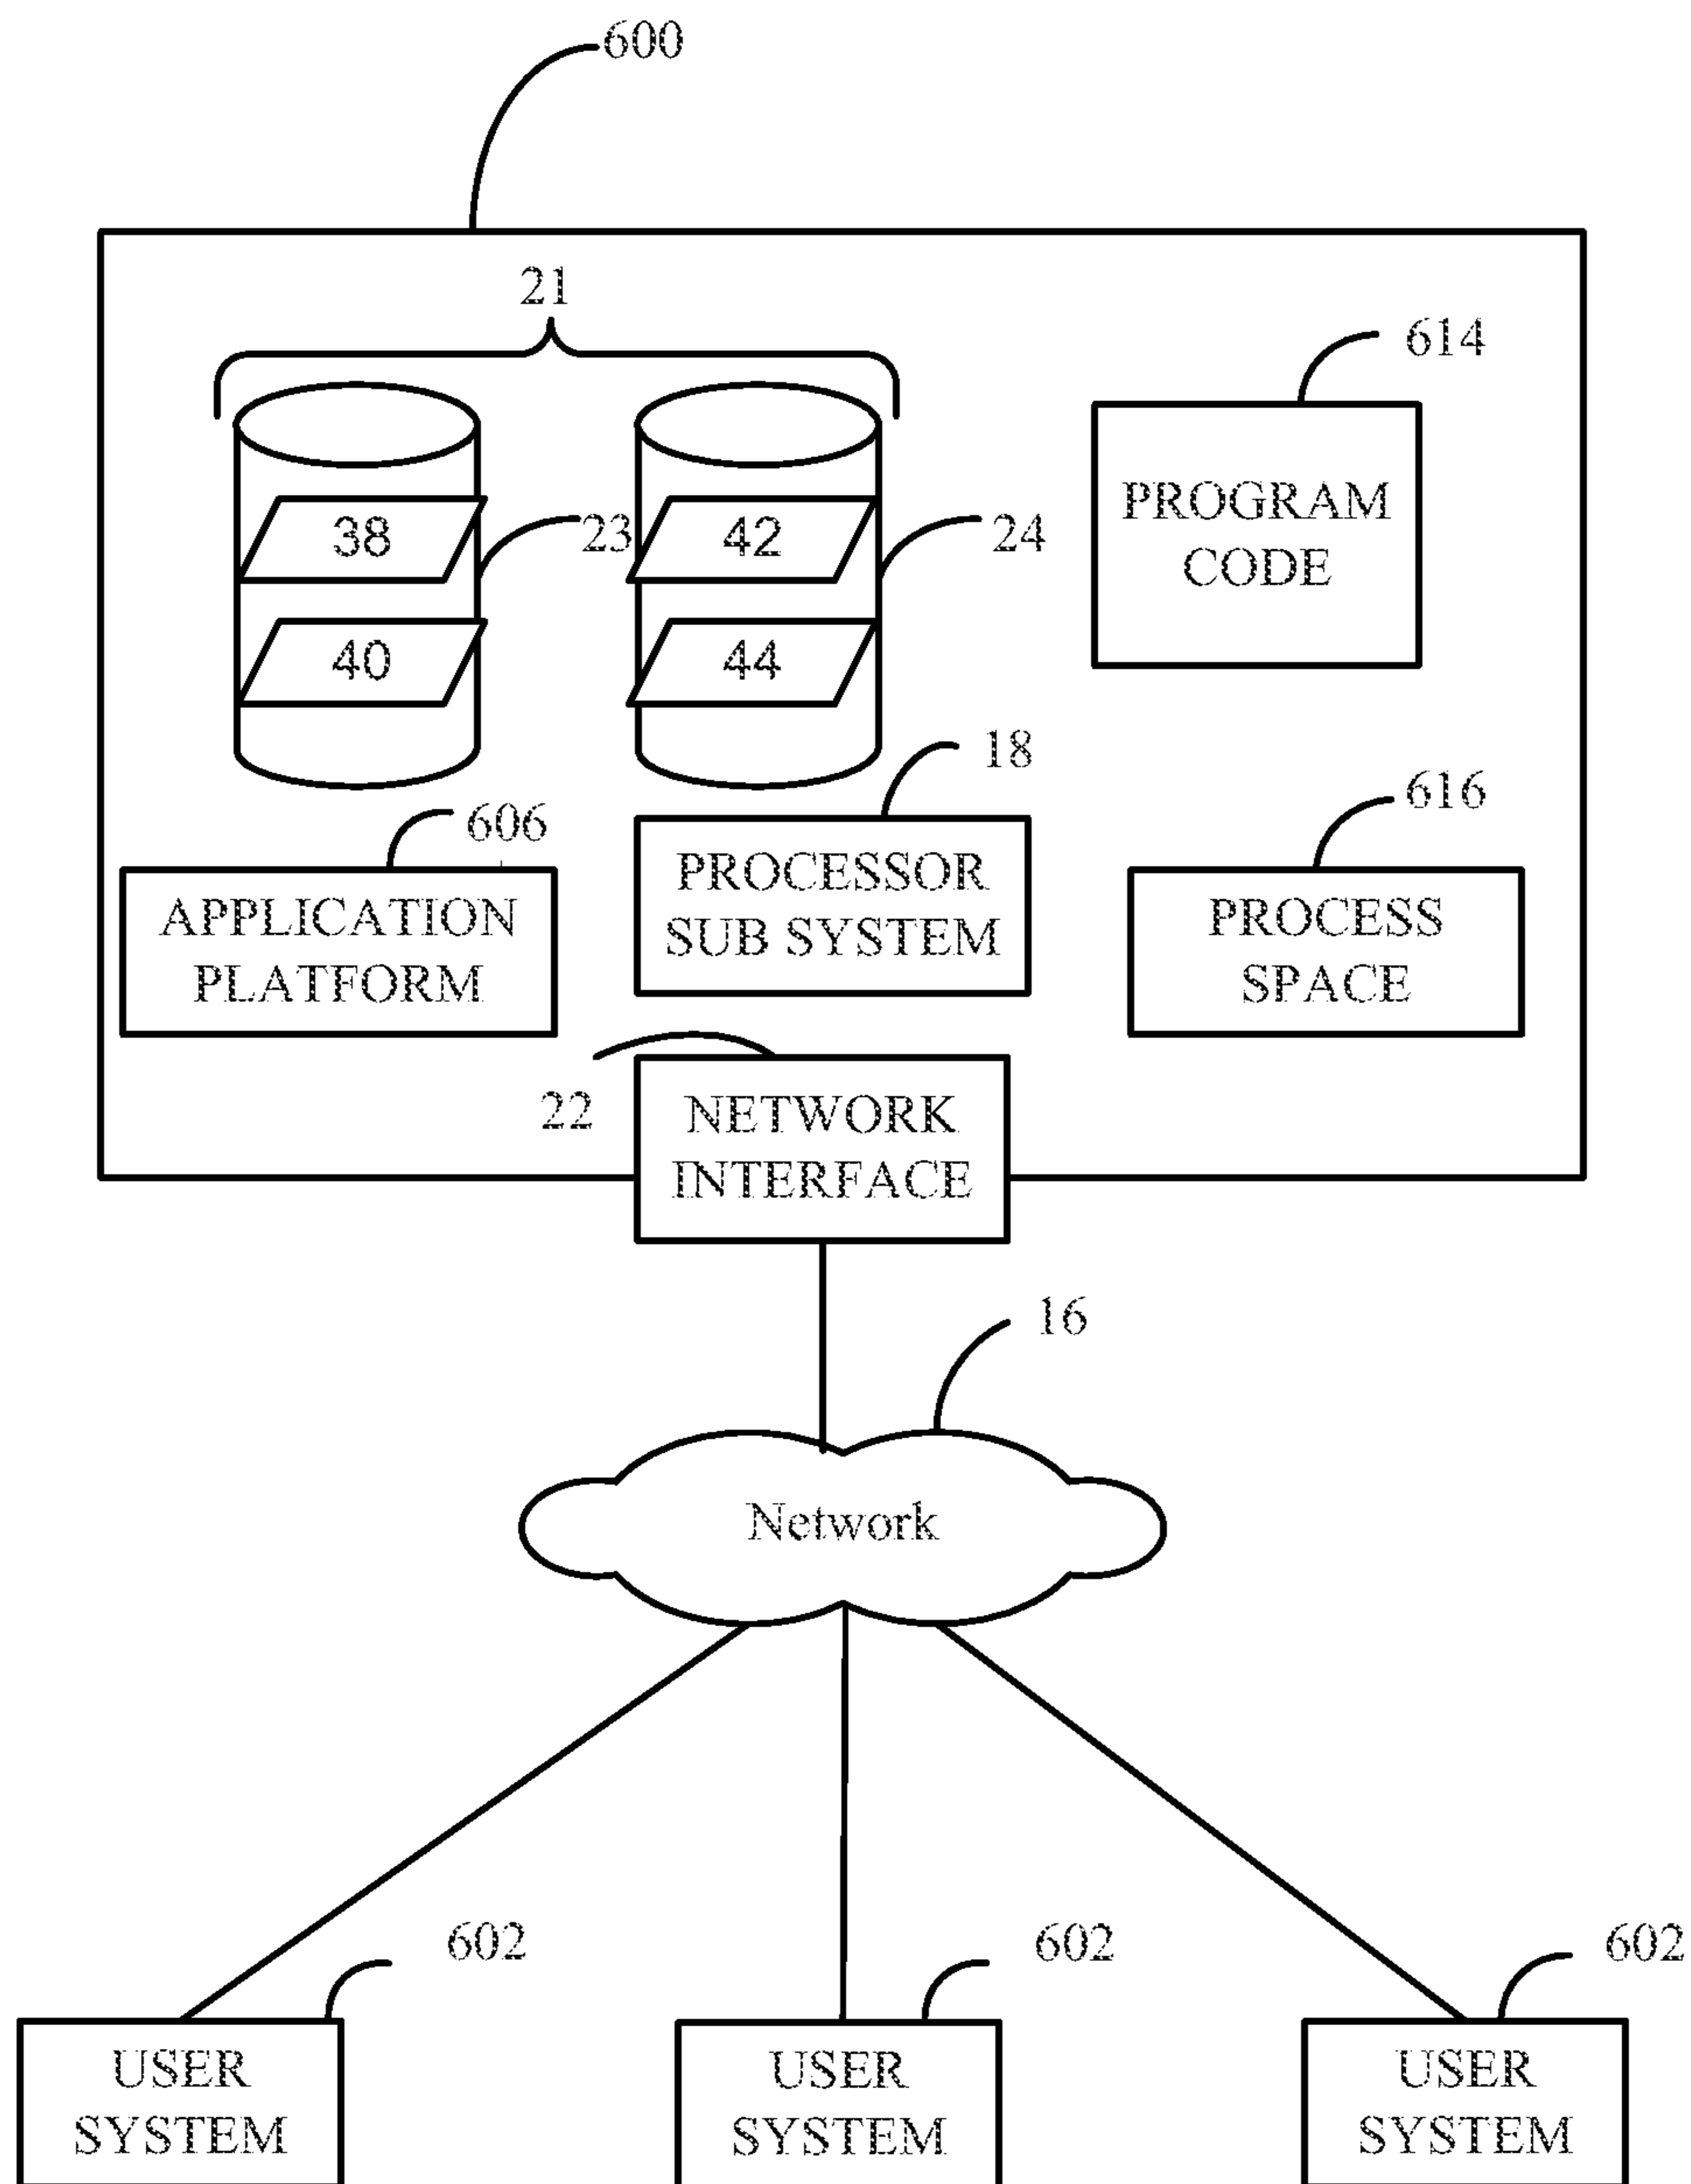 600
21
614
38
23
42
24
PROGRAM
CODE
40
44
18
616
606
APPLICATION
PLATFORM
PROCESSOR
SUB SYSTEM
PROCESS
SPACE
22
NETWORK
INTERFACE
16
Network
602
602
602
USER
SYSTEM
USER
SYSTEM
USER
SYSTEM